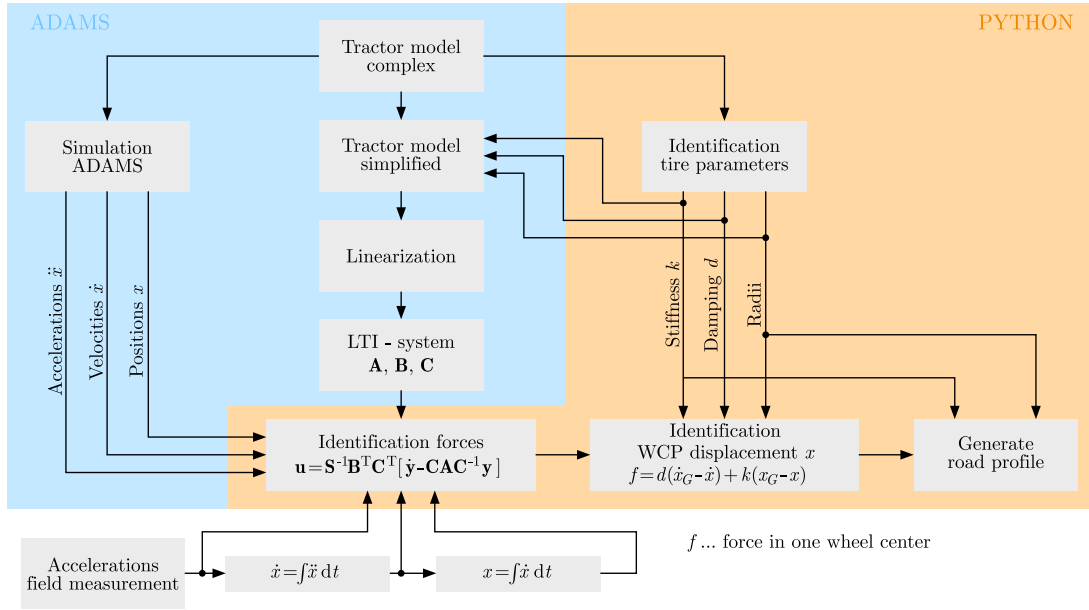 ADAMS
PYTHON
Tractor model
complex
Simulation
ADAMS
Tractor model
simplified
Identification
tire parameters
Linearization
Accelerations ẍ
Velocities ẋ
Positions x
Stiffness k
Damping d
Radii
LTI - system
A, B, C
Identification forces
u=S⁻¹BᵀCᵀ[ẏ-CAC⁻¹y]
Identification
WCP displacement x
f=d(ẋ_G-ẋ)+k(x_G-x)
Generate
road profile
f ... force in one wheel center
Accelerations
field measurement
ẋ=∫ẍ dt
x=∫ẋ dt